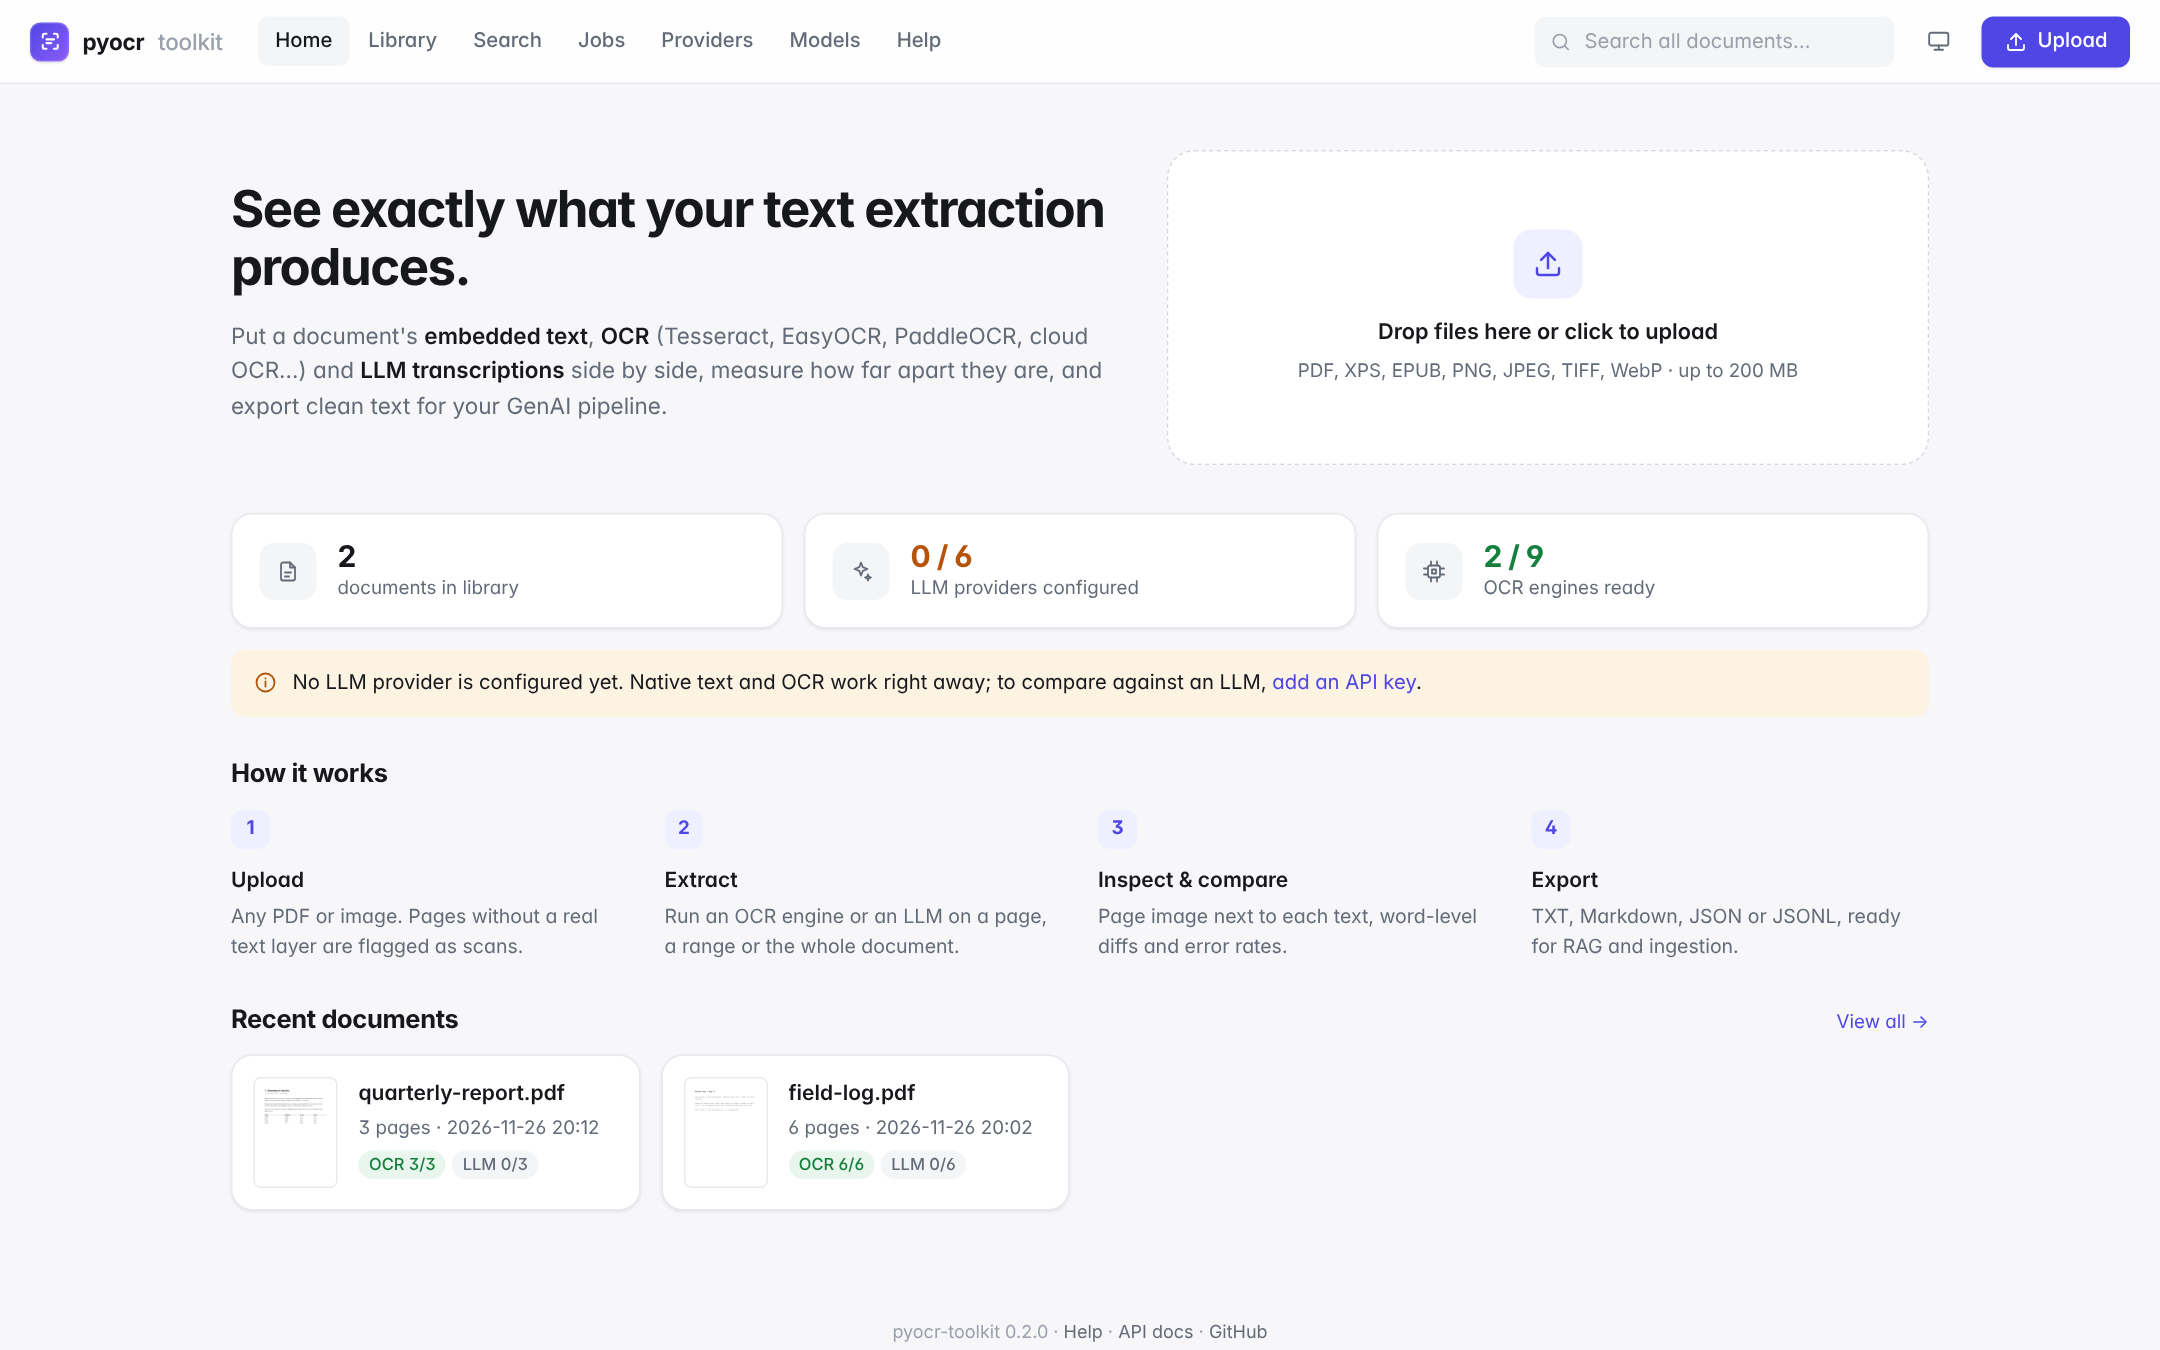 pyocr toolkit
Home Library Search Jobs Providers Models Help
Search all documents...
Upload
See exactly what your text extraction
produces.
Put a document's embedded text, OCR (Tesseract, EasyOCR, PaddleOCR, cloud
OCR...) and LLM transcriptions side by side, measure how far apart they are, and
export clean text for your GenAI pipeline.
Drop files here or click to upload
PDF, XPS, EPUB, PNG, JPEG, TIFF, WebP · up to 200 MB
2
documents in library
0 / 6
LLM providers configured
2 / 9
OCR engines ready
No LLM provider is configured yet. Native text and OCR work right away; to compare against an LLM, add an API key.
How it works
1
Upload
Any PDF or image. Pages without a real
text layer are flagged as scans.
2
Extract
Run an OCR engine or an LLM on a page,
a range or the whole document.
3
Inspect & compare
Page image next to each text, word-level
diffs and error rates.
4
Export
TXT, Markdown, JSON or JSONL, ready
for RAG and ingestion.
Recent documents
View all →
quarterly-report.pdf
3 pages · 2026-11-26 20:12
OCR 3/3 LLM 0/3
field-log.pdf
6 pages · 2026-11-26 20:02
OCR 6/6 LLM 0/6
pyocr-toolkit 0.2.0 · Help · API docs · GitHub